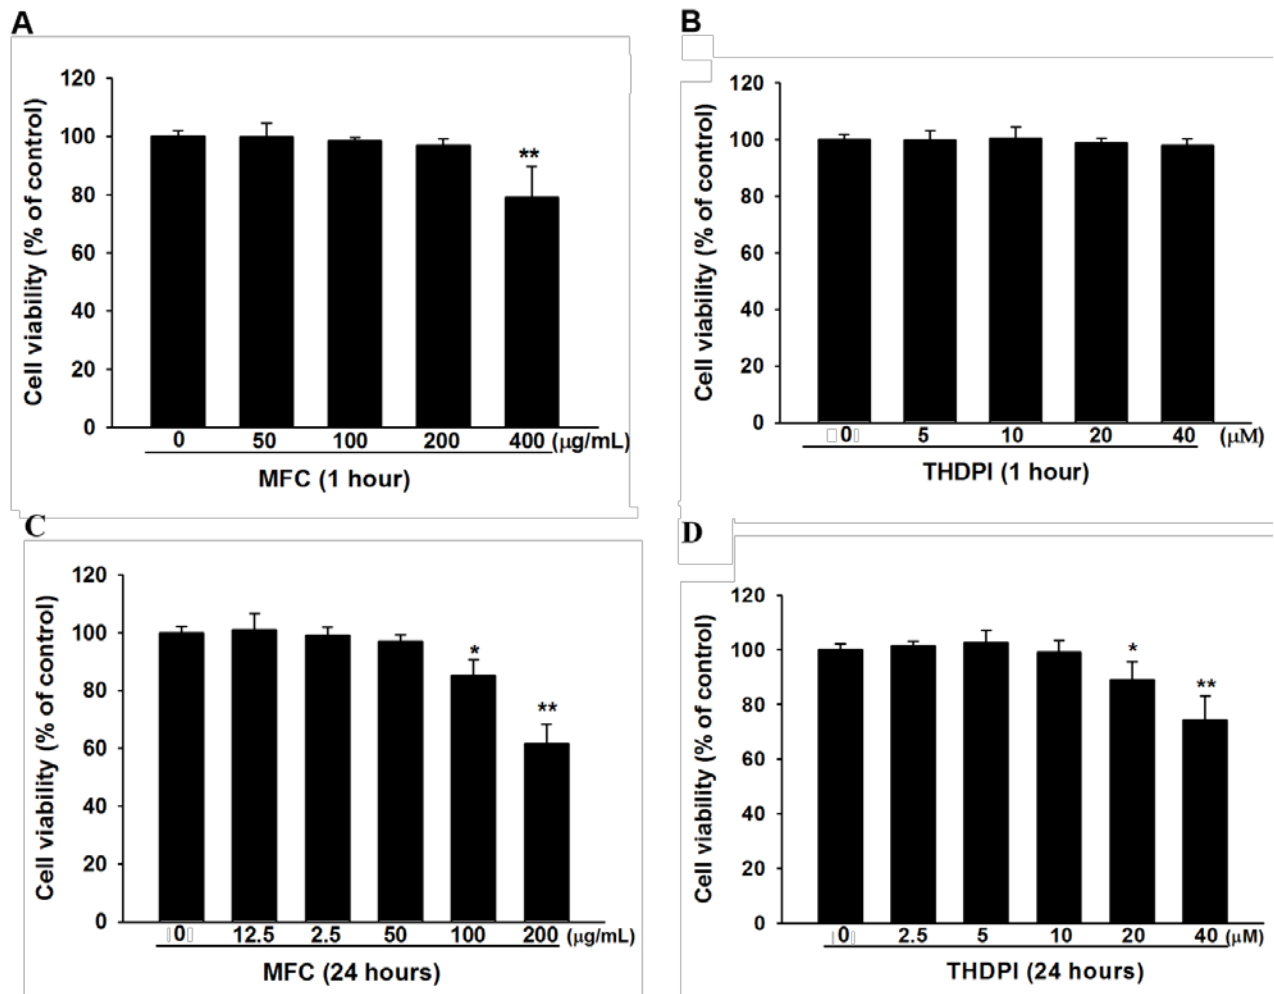 A
120
100
80
60
40
20
0
Cell viability (% of control)
**
0 50 100 200 400 (μg/mL)
MFC (1 hour)
B
120
100
80
60
40
20
0
Cell viability (% of control)
0 5 10 20 40 (μM)
THDPI (1 hour)
C
120
100
80
60
40
20
0
Cell viability (% of control)
*
**
0 12.5 2.5 50 100 200 (μg/mL)
MFC (24 hours)
D
120
100
80
60
40
20
0
Cell viability (% of control)
*
**
0 2.5 5 10 20 40 (μM)
THDPI (24 hours)